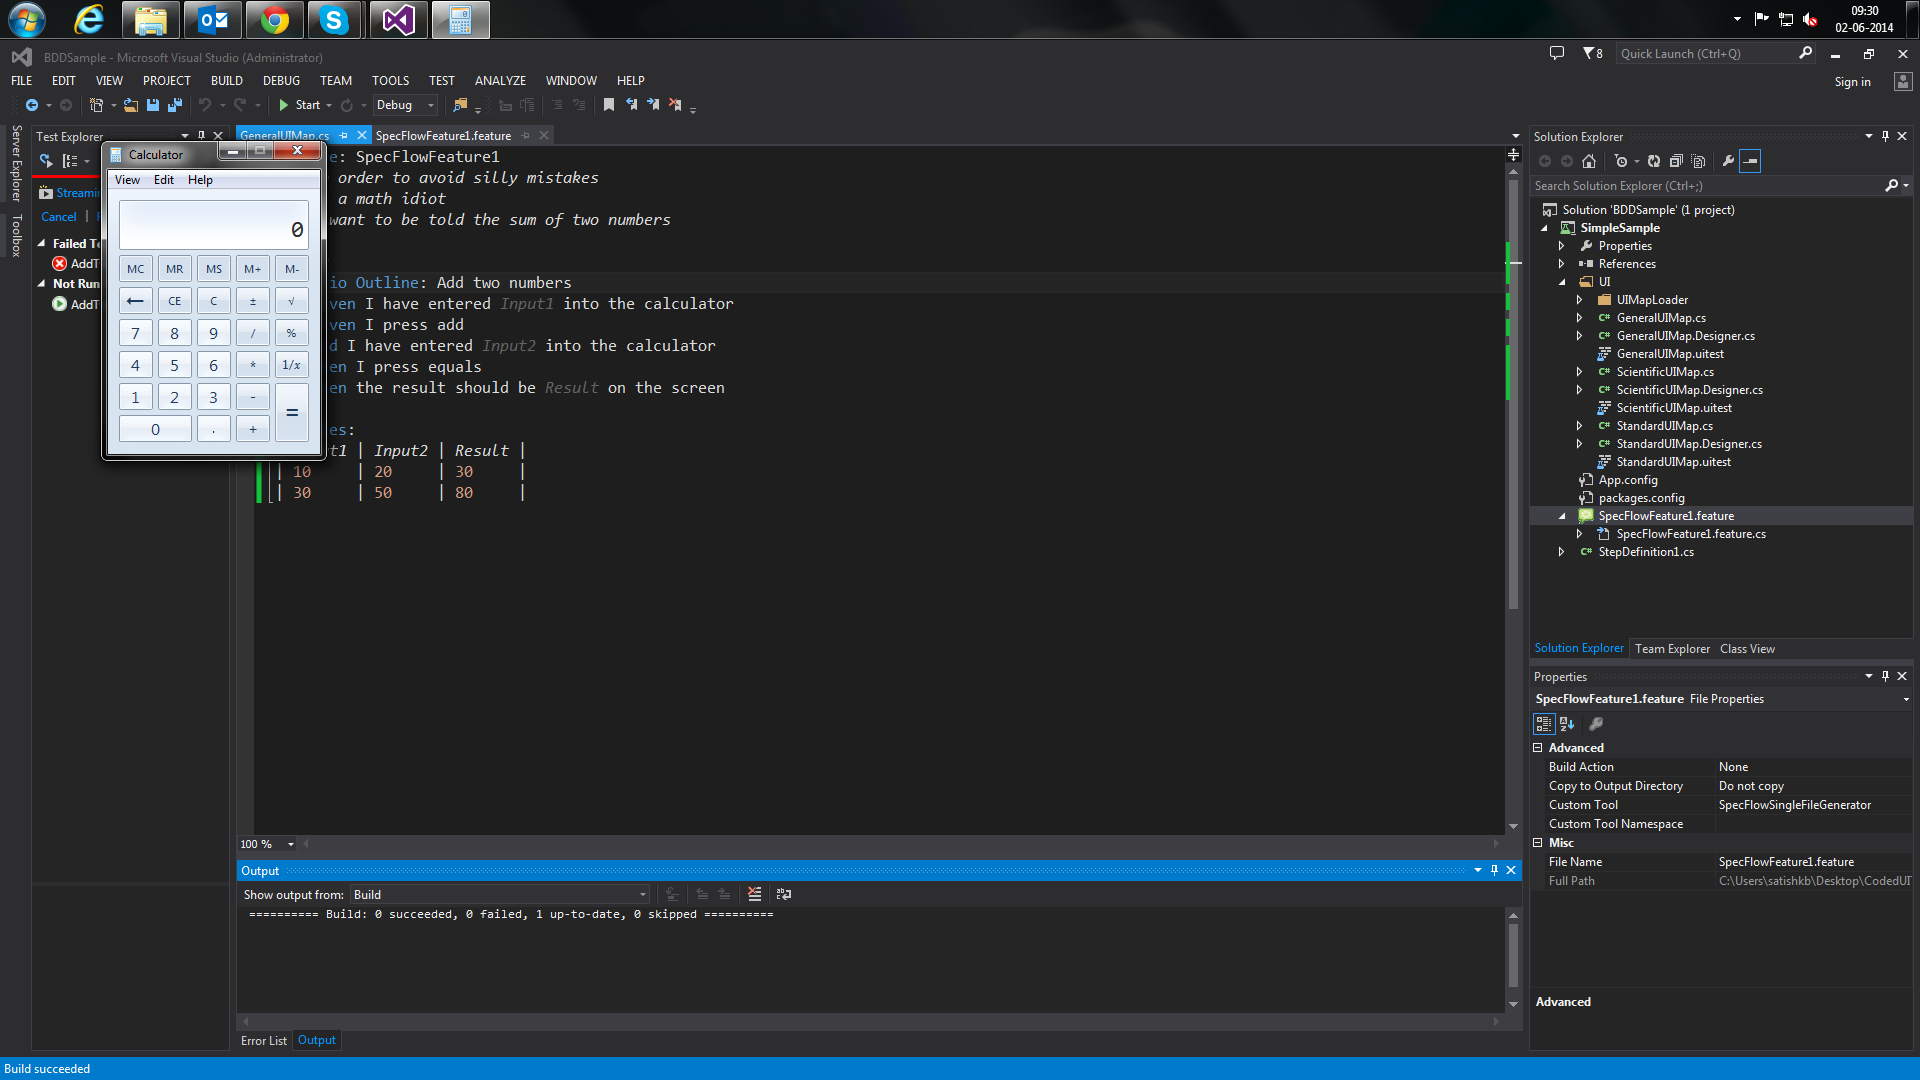 09:30
02-06-2014
BDDSample - Microsoft Visual Studio (Administrator)
8
Quick Launch (Ctrl+Q)
FILE EDIT VIEW PROJECT BUILD DEBUG TEAM TOOLS TEST ANALYZE WINDOW HELP
Sign in
Start Debug
Server Explorer
Toolbox
Test Explorer
Streami
Cancel
Failed Te
AddT
Not Run
AddT
Calculator
View Edit Help
0
MC MR MS M+ M-
← CE C ± √
7 8 9 / %
4 5 6 * 1/x
1 2 3 - =
0 . +
GeneralUIMap.cs
SpecFlowFeature1.feature
e: SpecFlowFeature1
order to avoid silly mistakes
a math idiot
want to be told the sum of two numbers
io Outline: Add two numbers
ven I have entered Input1 into the calculator
ven I press add
d I have entered Input2 into the calculator
en I press equals
en the result should be Result on the screen
es:
t1 | Input2 | Result |
| 10 | 20 | 30 |
| 30 | 50 | 80 |
100 %
Output
Show output from: Build
========== Build: 0 succeeded, 0 failed, 1 up-to-date, 0 skipped ==========
Error List Output
Build succeeded
Solution Explorer
Search Solution Explorer (Ctrl+;)
Solution 'BDDSample' (1 project)
SimpleSample
Properties
References
UI
UIMapLoader
GeneralUIMap.cs
GeneralUIMap.Designer.cs
GeneralUIMap.uitest
ScientificUIMap.cs
ScientificUIMap.Designer.cs
ScientificUIMap.uitest
StandardUIMap.cs
StandardUIMap.Designer.cs
StandardUIMap.uitest
App.config
packages.config
SpecFlowFeature1.feature
SpecFlowFeature1.feature.cs
StepDefinition1.cs
Solution Explorer Team Explorer Class View
Properties
SpecFlowFeature1.feature File Properties
Advanced
Build Action None
Copy to Output Directory Do not copy
Custom Tool SpecFlowSingleFileGenerator
Custom Tool Namespace
Misc
File Name SpecFlowFeature1.feature
Full Path C:\Users\satishkb\Desktop\CodedUI
Advanced